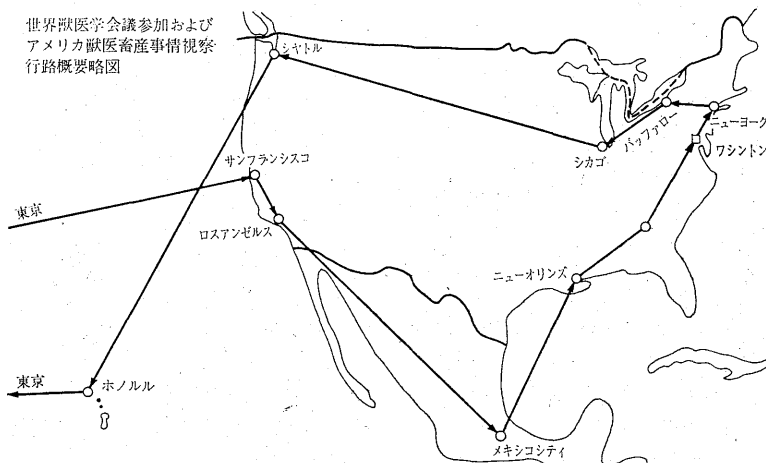 世界獣医学会議参加および
アメリカ獣医畜産事情視察
行路概要略図
シヤトル
ニューヨーク
バッファロー
ワシントン
シカゴ
サンフランシスコ
東京
ロスアンゼルス
ニューオリンズ
東京
ホノルル
メキシコシティ